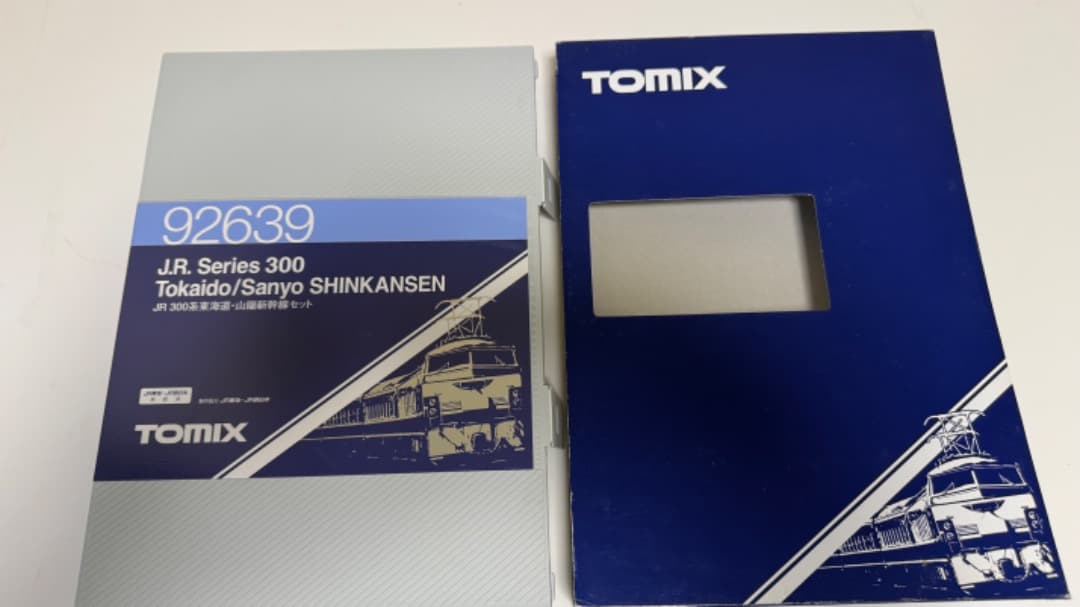 92639
J.R. Series 300
Tokaido/Sanyo SHINKANSEN
JR 300系東海道・山陽新幹線セット
TOMIX
TOMIX